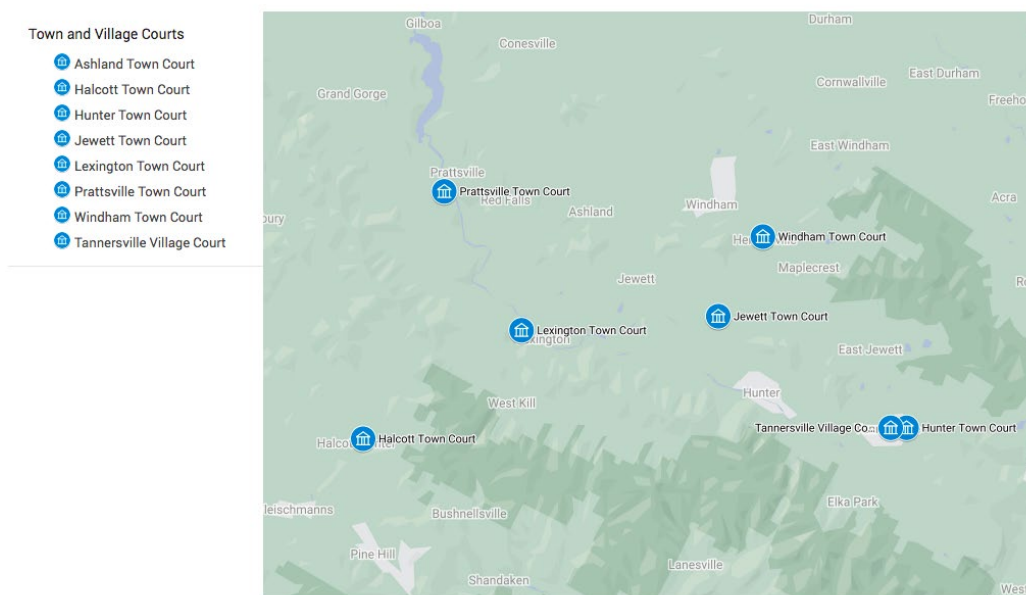 Town and Village Courts
Ashland Town Court
Halcott Town Court
Hunter Town Court
Jewett Town Court
Lexington Town Court
Prattsville Town Court
Windham Town Court
Tannersville Village Court
Gilboa
Durham
Conesville
East Durham
Cornwallville
Grand Gorge
East Windham
Prattsville
Prattsville Town Court
Red Falls
Acra
Windham
Ashland
Windham Town Court
Maplecrest
Jewett
Jewett Town Court
Lexington Town Court
East Jewett
Hunter
West Kill
Tannersville Village Co...
Hunter Town Court
Halcott Town Court
Elka Park
Bushnellsville
Pine Hill
Lanesville
Shandaken